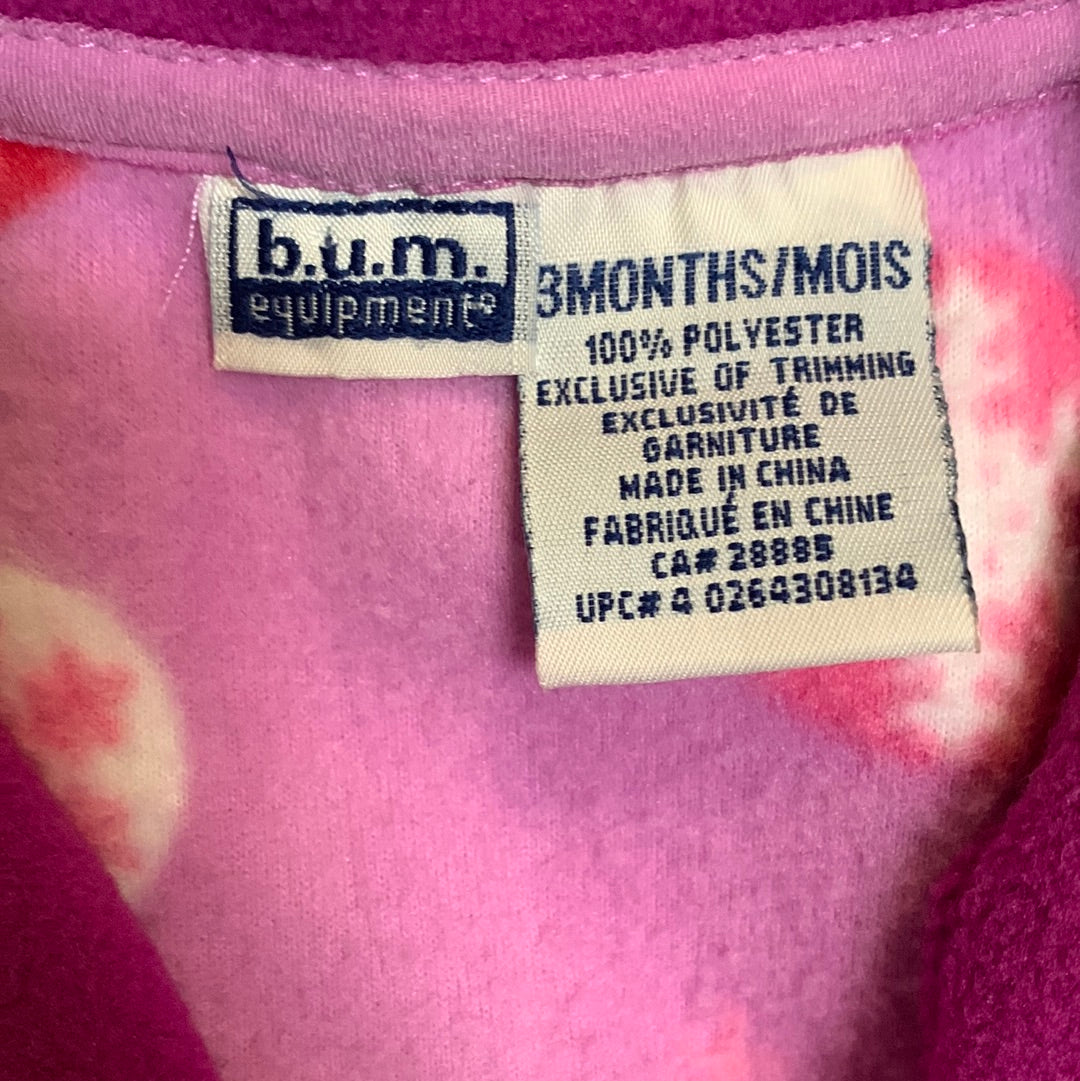 b.u.m.
equipment®
3MONTHS/MOIS
100% POLYESTER
EXCLUSIVE OF TRIMMING
EXCLUSIVITÉ DE
GARNITURE
MADE IN CHINA
FABRIQUÉ EN CHINE
CA# 28885
UPC# 4 0264308134